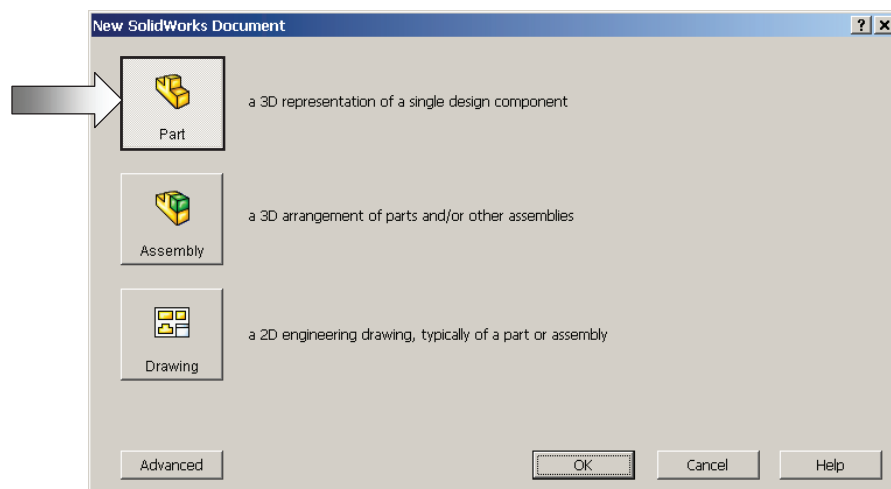 New SolidWorks Document
Part
a 3D representation of a single design component
Assembly
a 3D arrangement of parts and/or other assemblies
Drawing
a 2D engineering drawing, typically of a part or assembly
Advanced
OK
Cancel
Help